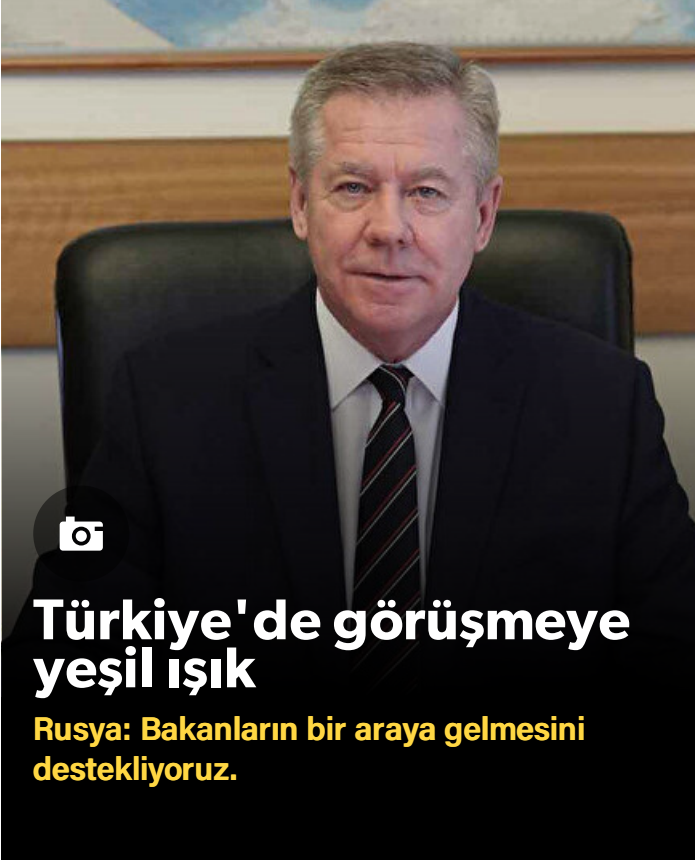 Türkiye'de görüşmeye
yeşil ışık
Rusya: Bakanların bir araya gelmesini
destekliyoruz.